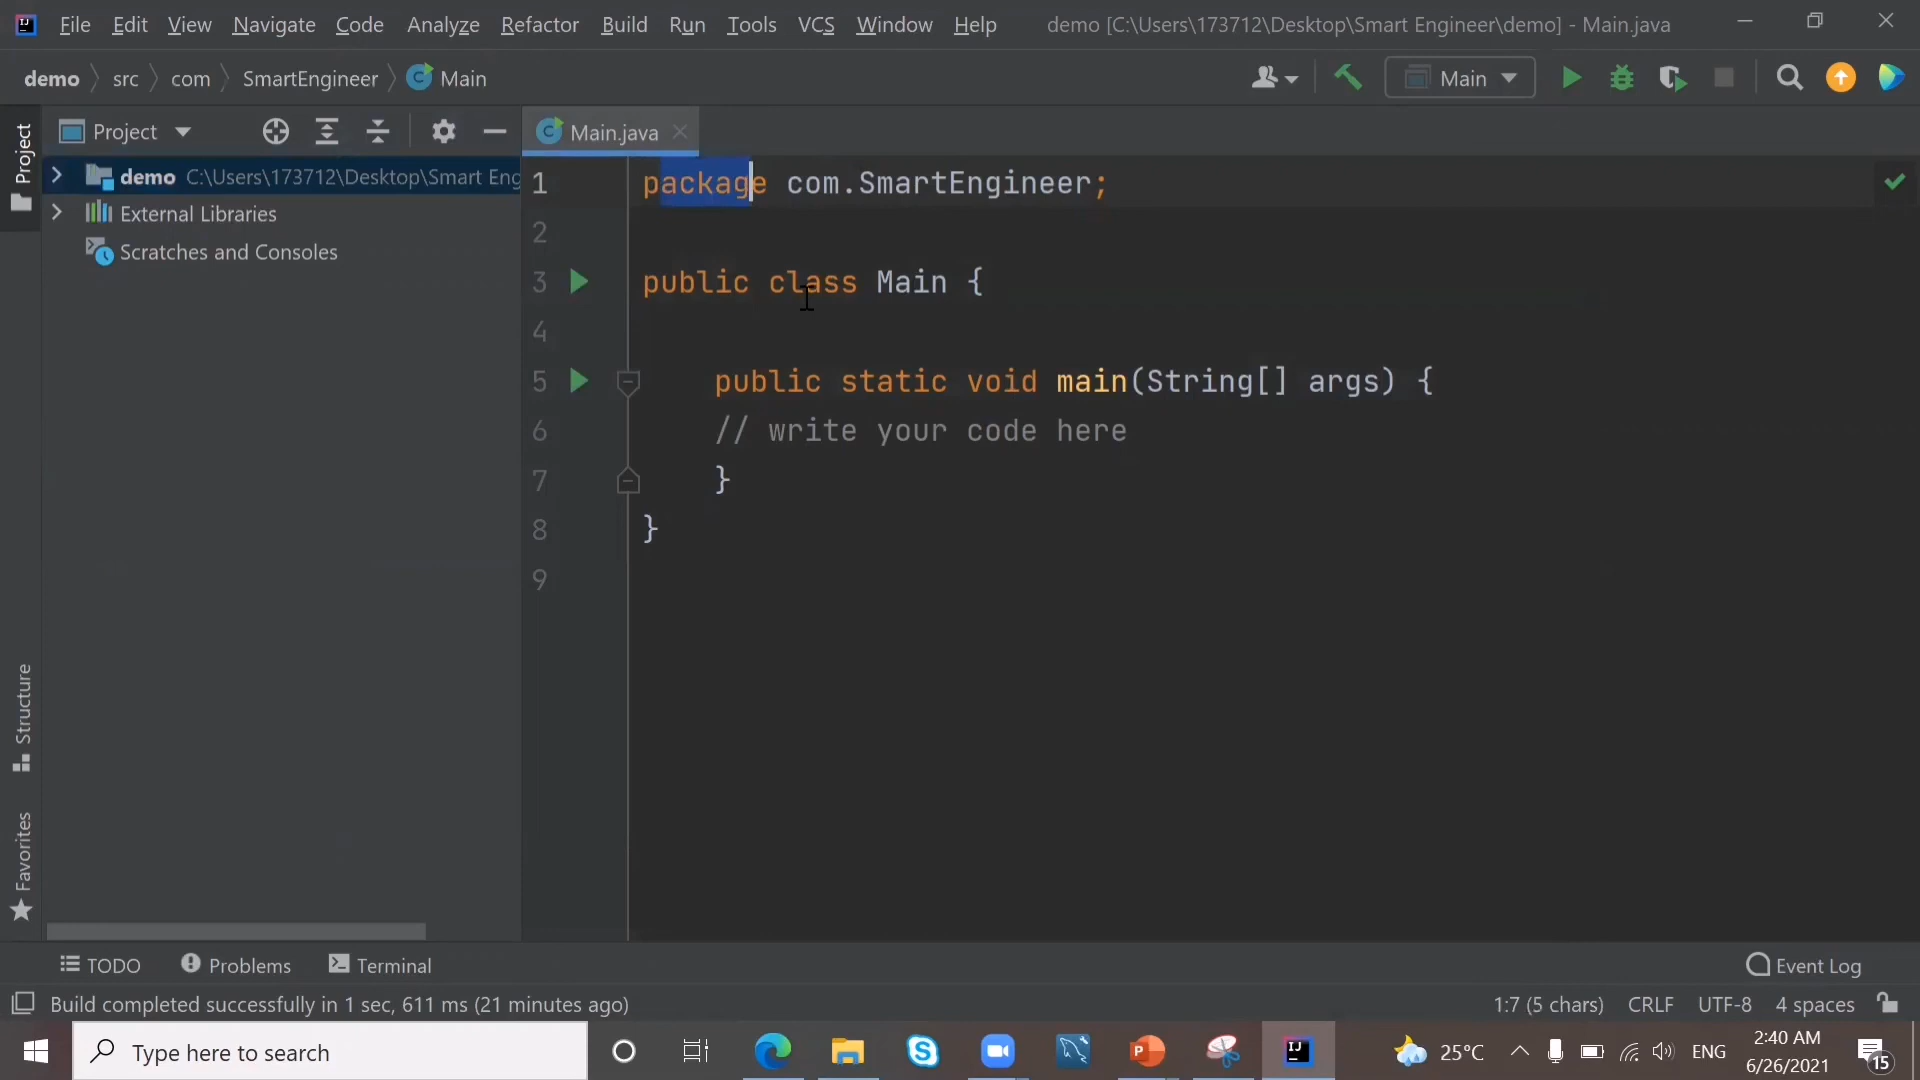 File Edit View Navigate Code Analyze Refactor Build Run Tools VCS Window Help demo [C:\Users\173712\Desktop\Smart Engineer\demo] - Main.java
demo src com SmartEngineer Main
Main
Project
Main.java
Project
demo C:\Users\173712\Desktop\Smart Eng
External Libraries
Scratches and Consoles
1 package com.SmartEngineer;
2
3 public class Main {
4
5 public static void main(String[] args) {
6 // write your code here
7 }
8 }
9
Structure
Favorites
TODO Problems Terminal Event Log
Build completed successfully in 1 sec, 611 ms (21 minutes ago) 1:7 (5 chars) CRLF UTF-8 4 spaces
Type here to search
25°C ENG
2:40 AM
6/26/2021
15